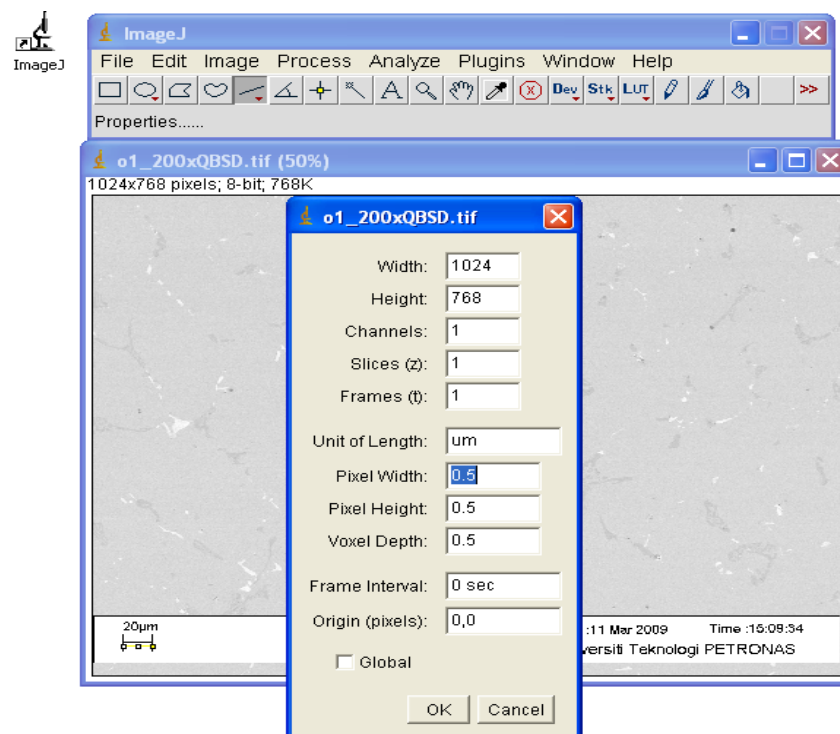 ImageJ
ImageJ
File Edit Image Process Analyze Plugins Window Help
Dev Stk LUT >>
Properties......
o1_200xQBSD.tif (50%)
1024x768 pixels; 8-bit; 768K
o1_200xQBSD.tif
Width: 1024
Height: 768
Channels: 1
Slices (z): 1
Frames (t): 1
Unit of Length: um
Pixel Width: 0.5
Pixel Height: 0.5
Voxel Depth: 0.5
Frame Interval: 0 sec
Origin (pixels): 0,0
Global
OK Cancel
20µm
:11 Mar 2009 Time :15:09:34
versiti Teknologi PETRONAS